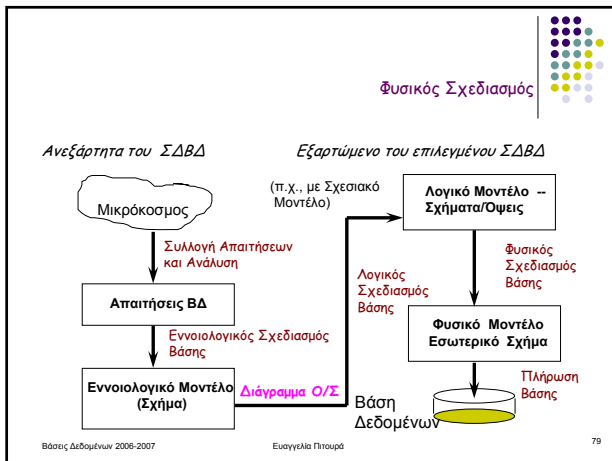 Φυσικός Σχεδιασμός
Ανεξάρτητα του ΣΔΒΔ
Εξαρτώμενο του επιλεγμένου ΣΔΒΔ
Μικρόκοσμος
Συλλογή Απαιτήσεων
και Ανάλυση
Απαιτήσεις ΒΔ
Εννοιολογικός Σχεδιασμός
Βάσης
Εννοιολογικό Μοντέλο
(Σχήμα)
Διάγραμμα Ο/Σ
(π.χ., με Σχεσιακό
Μοντέλο)
Λογικός
Σχεδιασμός
Βάσης
Λογικό Μοντέλο --
Σχήματα/Όψεις
Φυσικός
Σχεδιασμός
Βάσης
Φυσικό Μοντέλο
Εσωτερικό Σχήμα
Πλήρωση
Βάσης
Βάση
Δεδομένων
Βάσεις Δεδομένων 2006-2007
Ευαγγελία Πιτουρά
79